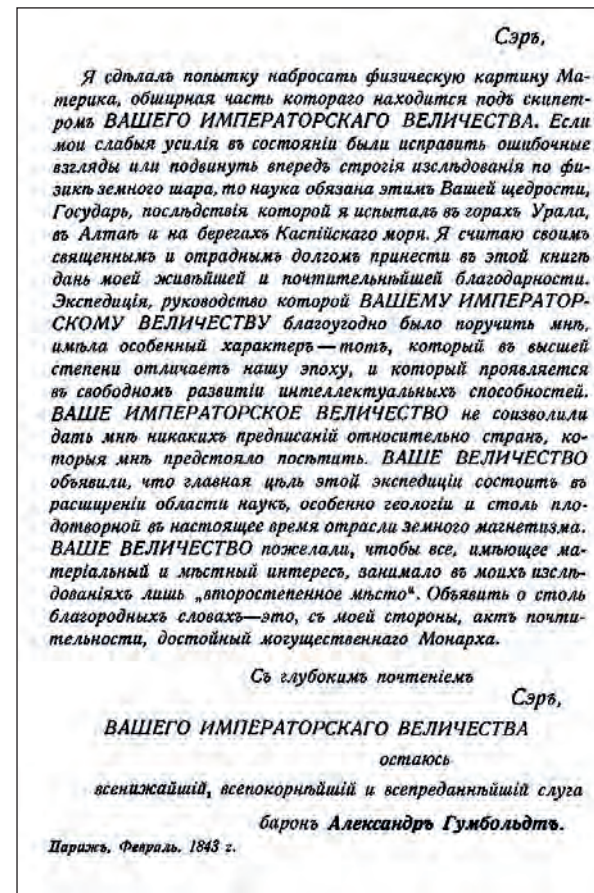 Сэръ,
Я сдѣлалъ попытку набросать физическую картину Ма-
терика, обширная часть котораго находится подъ скипет-
ромъ ВАШЕГО ИМПЕРАТОРСКАГО ВЕЛИЧЕСТВА. Если
мои слабыя усилія въ состояніи были исправить ошибочные
взгляды или подвинуть впередъ строгія изслѣдованія по фи-
зикѣ земного шара, то наука обязана этимъ Вашей щедрости,
Государь, послѣдствія которой я испыталъ въ горахъ Урала,
въ Алтаѣ и на берегахъ Каспійскаго моря. Я считаю своимъ
священнымъ и отраднымъ долгомъ принести въ этой книгѣ
дань моей живѣйшей и почтительнѣйшей благодарности.
Экспедиція, руководство которой ВАШЕМУ ИМПЕРАТОР-
СКОМУ ВЕЛИЧЕСТВУ благоугодно было поручить мнѣ,
имѣла особенный характеръ — тотъ, который въ высшей
степени отличаетъ нашу эпоху, и который проявляется
въ свободномъ развитіи интеллектуальныхъ способностей.
ВАШЕ ИМПЕРАТОРСКОЕ ВЕЛИЧЕСТВО не соизволили
дать мнѣ никакихъ предписаній относительно странъ, ко-
торыя мнѣ предстояло посѣтить. ВАШЕ ВЕЛИЧЕСТВО
объявили, что главная цѣль этой экспедиціи состоитъ въ
расширеніи области наукъ, особенно геологіи и столь пло-
дотворной въ настоящее время отрасли земного магнетизма.
ВАШЕ ВЕЛИЧЕСТВО пожелали, чтобы все, имѣющее ма-
теріальный и мѣстный интересъ, занимало въ моихъ изслѣ-
дованіяхъ лишь „второстепенное мѣсто“. Объявить о столь
благородныхъ словахъ—это, съ моей стороны, актъ почти-
тельности, достойный могущественнаго Монарха.
Съ глубокимъ почтеніемъ
Сэръ,
ВАШЕГО ИМПЕРАТОРСКАГО ВЕЛИЧЕСТВА
остаюсь
всенижайшій, всепокорнѣйшій и всепреданнѣйшій слуга
баронъ Александръ Гумбольдтъ.
Парижъ. Февраль. 1843 г.